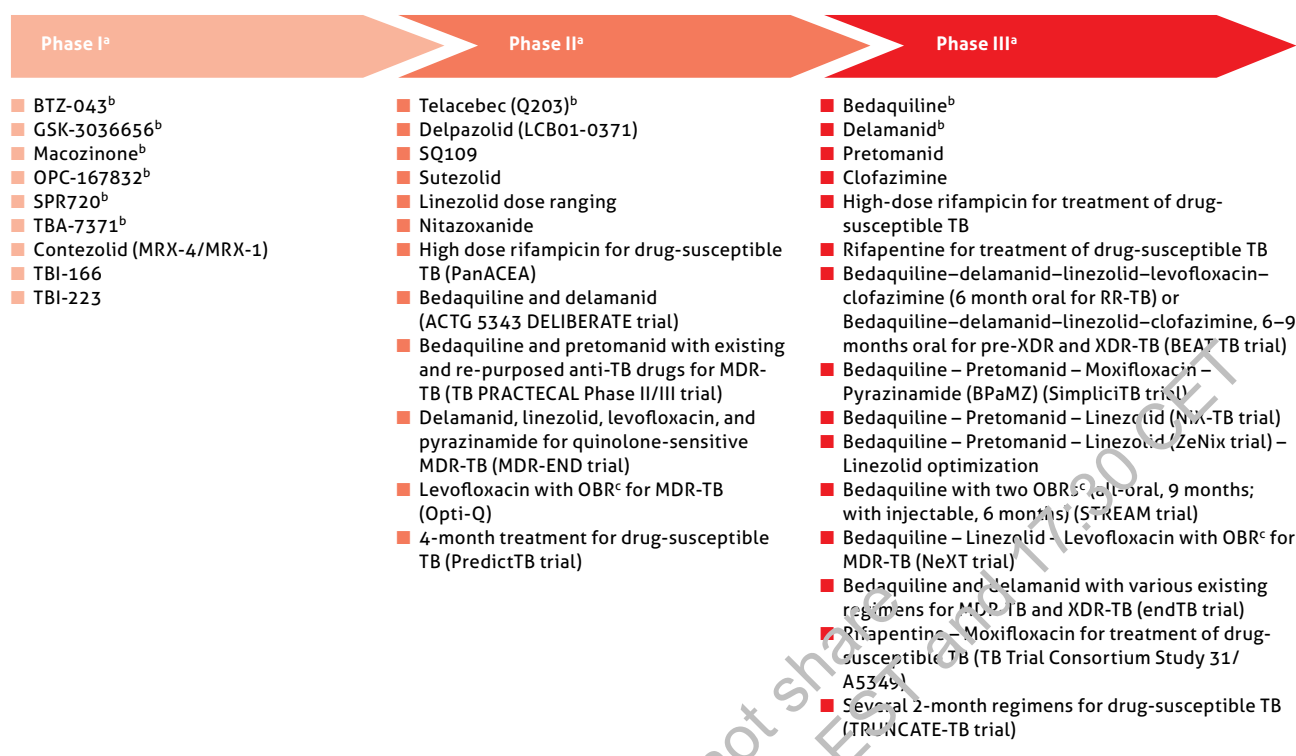 Phase Iᵃ
Phase IIᵃ
Phase IIIᵃ
BTZ-043ᵇ
GSK-3036656ᵇ
Macozinoneᵇ
OPC-167832ᵇ
SPR720ᵇ
TBA-7371ᵇ
Contezolid (MRX-4/MRX-1)
TBI-166
TBI-223
Telacebec (Q203)ᵇ
Delpazolid (LCB01-0371)
SQ109
Sutezolid
Linezolid dose ranging
Nitazoxanide
High dose rifampicin for drug-susceptible
TB (PanACEA)
Bedaquiline and delamanid
(ACTG 5343 DELIBERATE trial)
Bedaquiline and pretomanid with existing
and re-purposed anti-TB drugs for MDR-
TB (TB PRACTECAL Phase II/III trial)
Delamanid, linezolid, levofloxacin, and
pyrazinamide for quinolone-sensitive
MDR-TB (MDR-END trial)
Levofloxacin with OBRᶜ for MDR-TB
(Opti-Q)
4-month treatment for drug-susceptible
TB (PredictTB trial)
Bedaquilineᵇ
Delamanidᵇ
Pretomanid
Clofazimine
High-dose rifampicin for treatment of drug-
susceptible TB
Rifapentine for treatment of drug-susceptible TB
Bedaquiline–delamanid–linezolid–levofloxacin–
clofazimine (6 month oral for RR-TB) or
Bedaquiline–delamanid–linezolid–clofazimine, 6–9
months oral for pre-XDR and XDR-TB (BEAT TB trial)
Bedaquiline – Pretomanid – Moxifloxacin –
Pyrazinamide (BPaMZ) (SimpliciTB trial)
Bedaquiline – Pretomanid – Linezolid (NiX-TB trial)
Bedaquiline – Pretomanid – Linezolid (ZeNix trial) –
Linezolid optimization
Bedaquiline with two OBRsᶜ (all-oral, 9 months;
with injectable, 6 months) (STREAM trial)
Bedaquiline – Linezolid – Levofloxacin with OBRᶜ for
MDR-TB (NeXT trial)
Bedaquiline and delamanid with various existing
regimens for MDR-TB and XDR-TB (endTB trial)
Rifapentine – Moxifloxacin for treatment of drug-
susceptible TB (TB Trial Consortium Study 31/
A5349)
Several 2-month regimens for drug-susceptible TB
(TRUNCATE-TB trial)
not share
EST and 17:30 CET